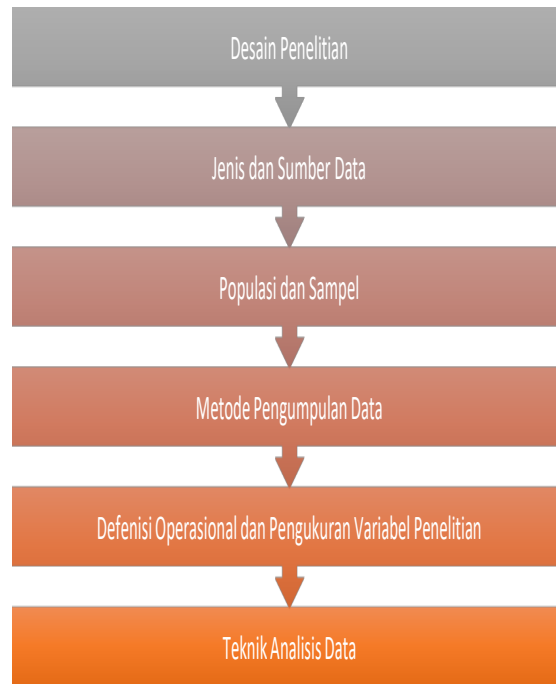 Desain Penelitian
Jenis dan Sumber Data
Populasi dan Sampel
Metode Pengumpulan Data
Defenisi Operasional dan Pengukuran Variabel Penelitian
Teknik Analisis Data